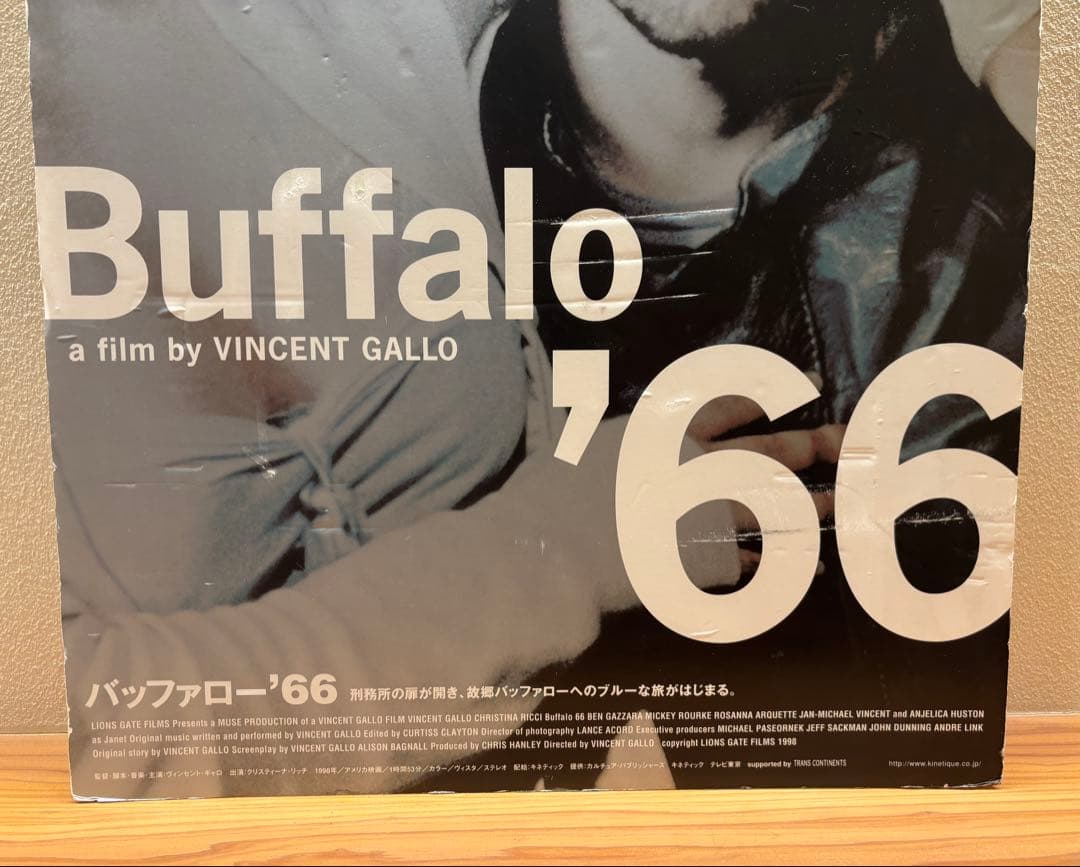 Buffalo
a film by VINCENT GALLO
’66
バッファロー’66 刑務所の扉が開き、故郷バッファローへのブルーな旅がはじまる。
LIONS GATE FILMS Presents a MUSE PRODUCTION of a VINCENT GALLO FILM VINCENT GALLO CHRISTINA RICCI Buffalo 66 BEN GAZZARA MICKEY ROURKE ROSANNA ARQUETTE JAN-MICHAEL VINCENT and ANJELICA HUSTON
as Janet Original music written and performed by VINCENT GALLO Edited by CURTISS CLAYTON Director of photography LANCE ACORD Executive producers MICHAEL PASEORNEK JEFF SACKMAN JOHN DUNNING ANDRE LINK
Original story by VINCENT GALLO Screenplay by VINCENT GALLO ALISON BAGNALL Produced by CHRIS HANLEY Directed by VINCENT GALLO copyright LIONS GATE FILMS 1998
監督・脚本・音楽・主演：ヴィンセント・ギャロ 出演：クリスティーナ・リッチ 1998年／アメリカ映画／1時間53分／カラー／ヴィスタ／ステレオ 配給：キネティック 提供：カルチュア・パブリッシャーズ キネティック テレビ東京 supported by TRANS CONTINENTS http://www.kinetique.co.jp/